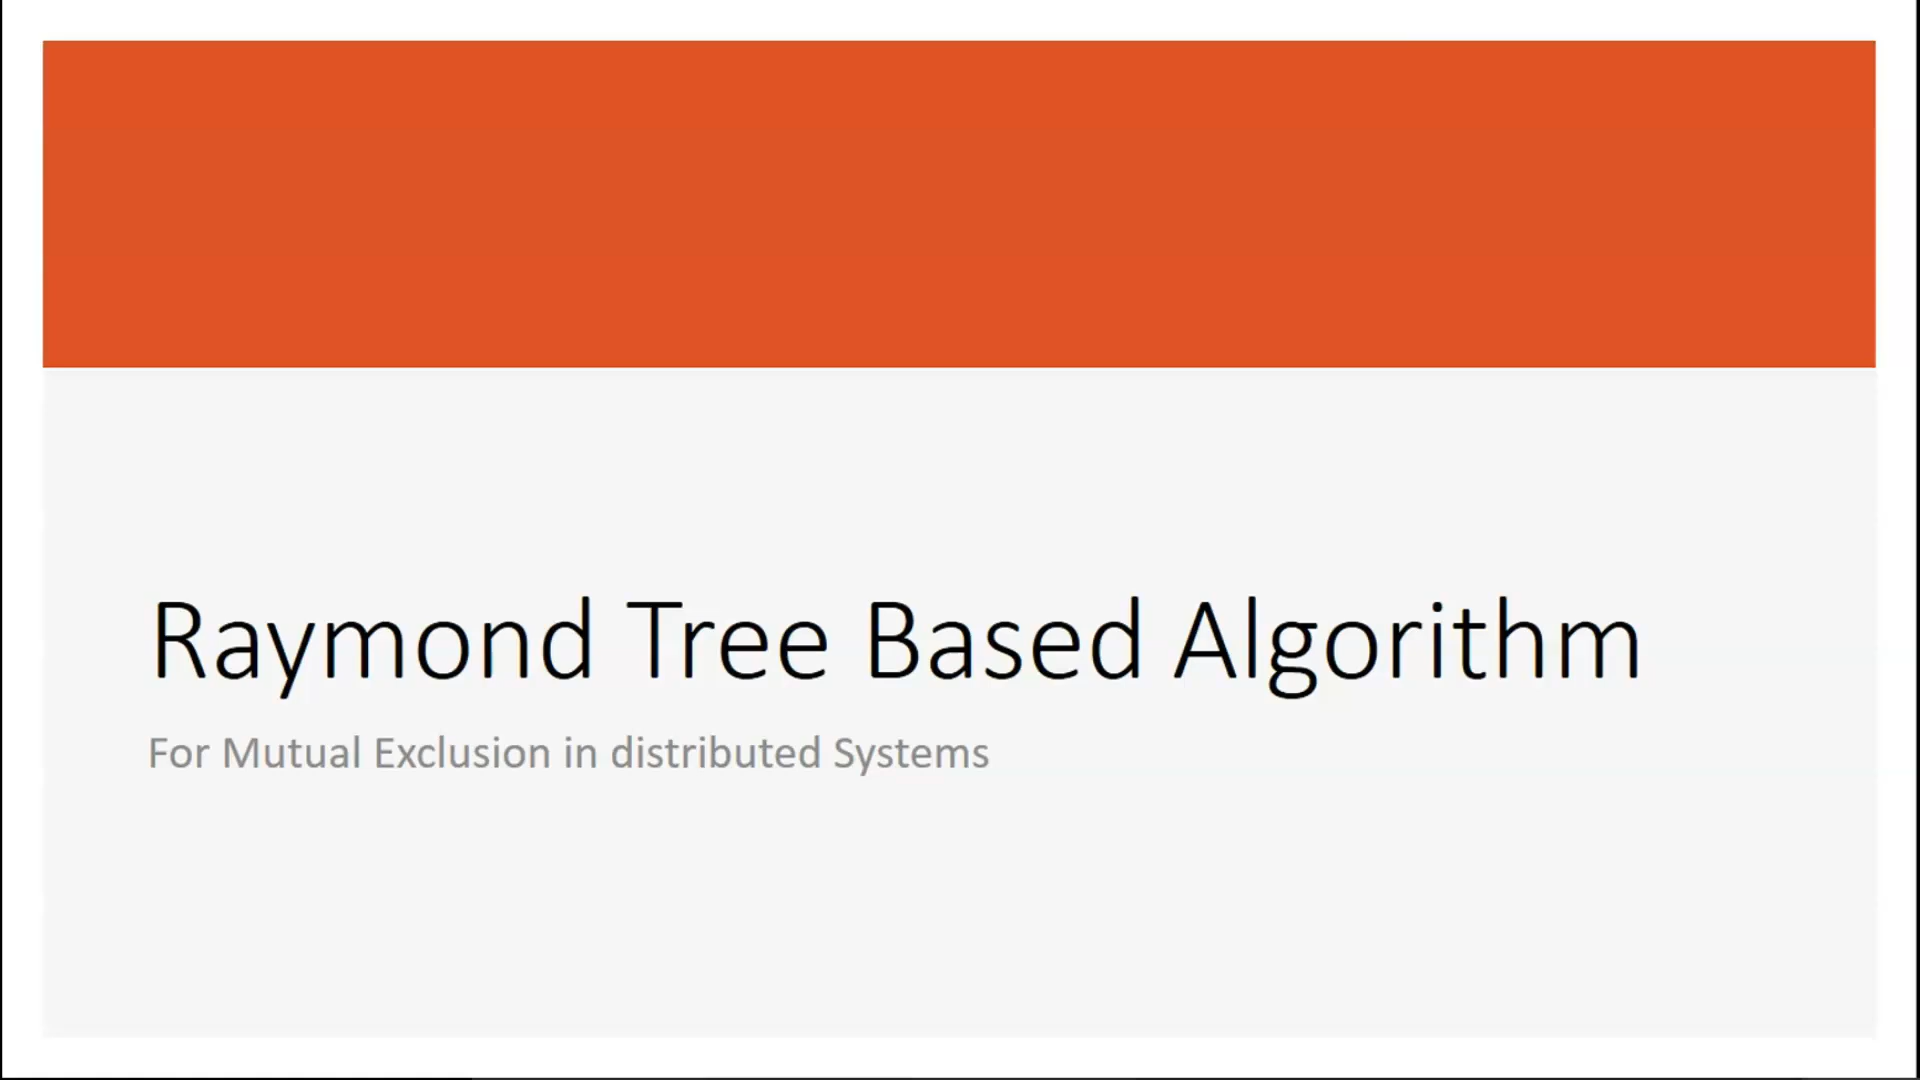 Raymond Tree Based Algorithm
For Mutual Exclusion in distributed Systems